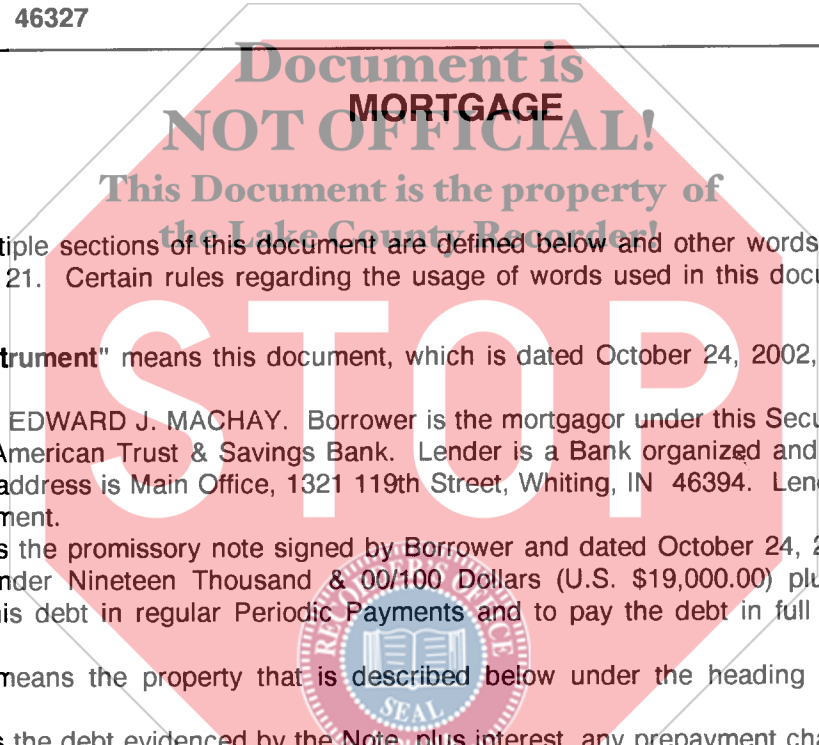 46327
Document is
MORTGAGE
NOT OFFICIAL!
This Document is the property of
the Lake County Recorder!
tiple sections of this document are defined below and other words
21. Certain rules regarding the usage of words used in this docu
trument" means this document, which is dated October 24, 2002,
EDWARD J. MACHAY. Borrower is the mortgagor under this Secu
American Trust & Savings Bank. Lender is a Bank organized and
address is Main Office, 1321 119th Street, Whiting, IN 46394. Lend
ment.
s the promissory note signed by Borrower and dated October 24, 2
nder Nineteen Thousand & 00/100 Dollars (U.S. $19,000.00) plu
is debt in regular Periodic Payments and to pay the debt in full
means the property that is described below under the heading
s the debt evidenced by the Note, plus interest, any prepayment cha
STOP
RECORDER'S OFFICE
SEAL